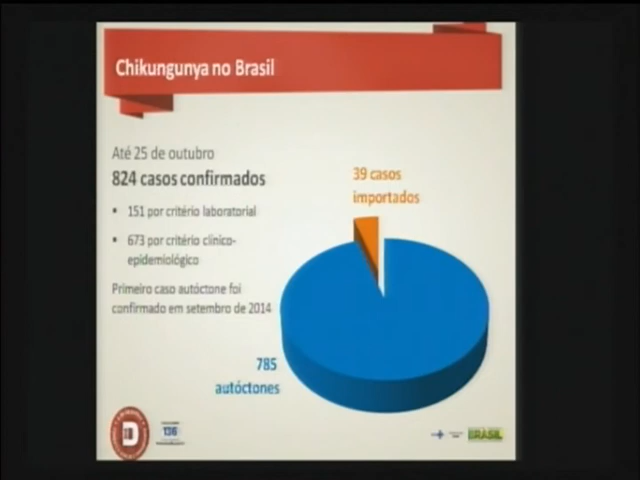 Chikungunya no Brasil
Até 25 de outubro
824 casos confirmados
• 151 por critério laboratorial
• 673 por critério clínico-
epidemiológico
Primeiro caso autóctone foi
confirmado em setembro de 2014
39 casos
importados
785
autóctones
136
BRASIL